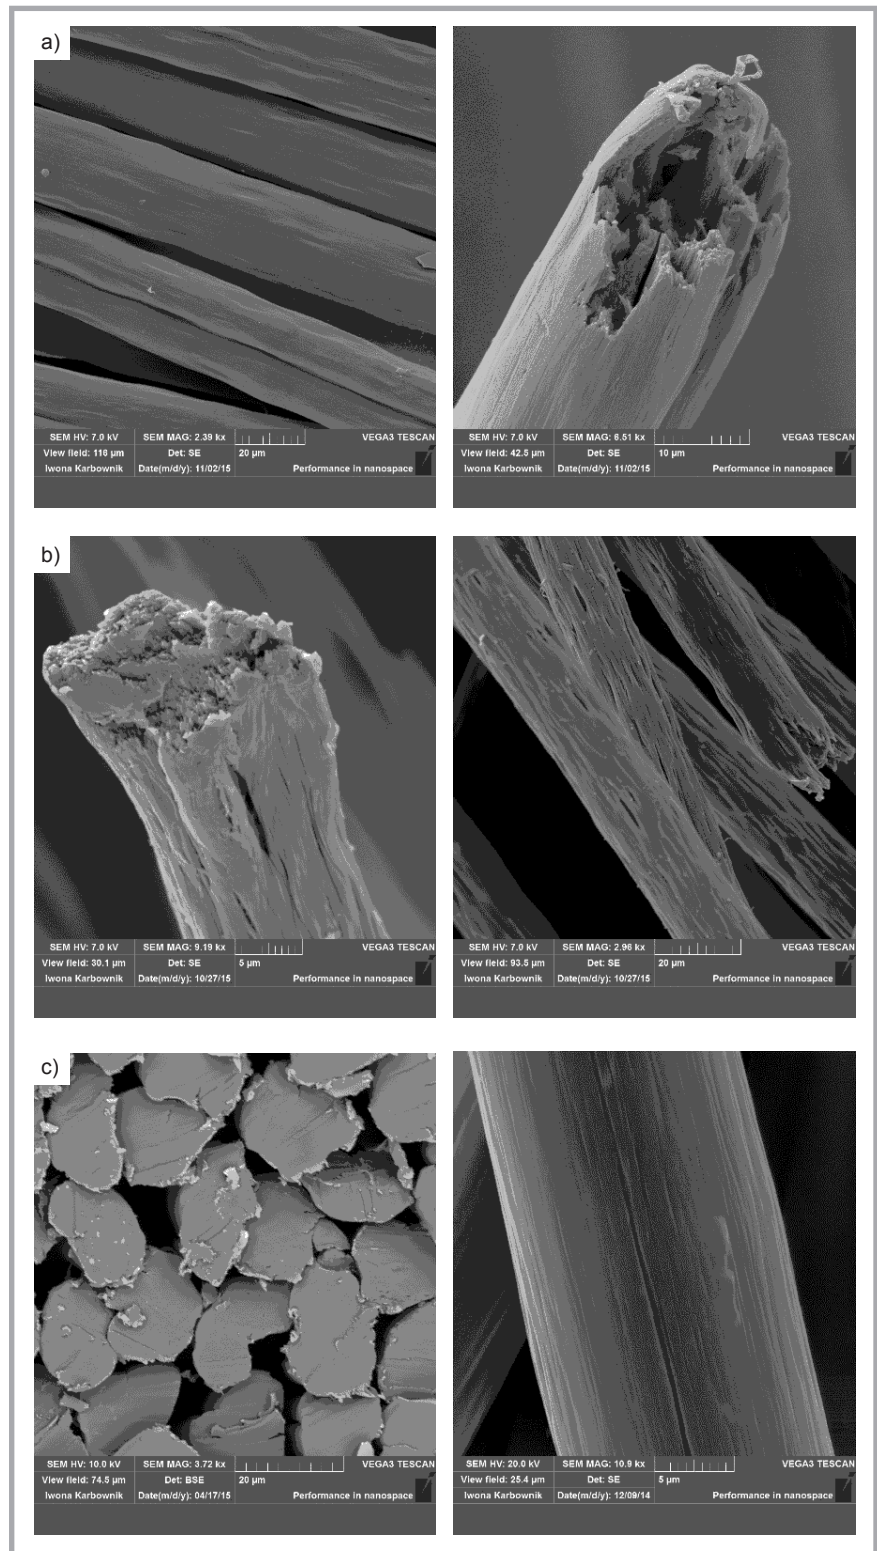 a)
SEM HV: 7.0 kV SEM MAG: 2.39 kx VEGA3 TESCAN
View field: 116 µm Det: SE 20 µm
Iwona Karbownik Date(m/d/y): 11/02/15 Performance in nanospace
SEM HV: 7.0 kV SEM MAG: 6.51 kx VEGA3 TESCAN
View field: 42.5 µm Det: SE 10 µm
Iwona Karbownik Date(m/d/y): 11/02/15 Performance in nanospace
b)
SEM HV: 7.0 kV SEM MAG: 9.19 kx VEGA3 TESCAN
View field: 30.1 µm Det: SE 5 µm
Iwona Karbownik Date(m/d/y): 10/27/15 Performance in nanospace
SEM HV: 7.0 kV SEM MAG: 2.96 kx VEGA3 TESCAN
View field: 93.5 µm Det: SE 20 µm
Iwona Karbownik Date(m/d/y): 10/27/15 Performance in nanospace
c)
SEM HV: 10.0 kV SEM MAG: 3.72 kx VEGA3 TESCAN
View field: 74.5 µm Det: BSE 20 µm
Iwona Karbownik Date(m/d/y): 04/17/15 Performance in nanospace
SEM HV: 20.0 kV SEM MAG: 10.9 kx VEGA3 TESCAN
View field: 25.4 µm Det: SE 5 µm
Iwona Karbownik Date(m/d/y): 12/09/14 Performance in nanospace